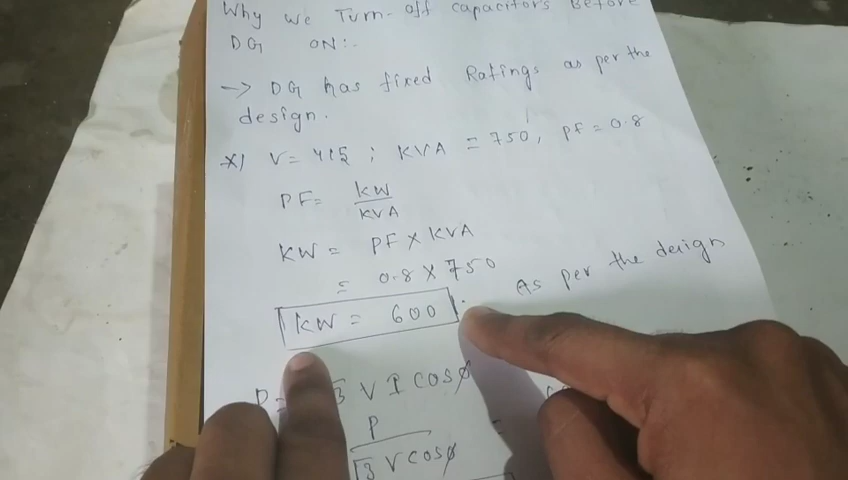 Why we Turn-off capacitors Before
DG ON:-
-> DG has fixed Ratings as per the
design.
*) V = 415 ; KVA = 750, PF = 0.8
PF = KW / KVA
KW = PF X KVA
= 0.8 X 750
KW = 600 . As per the design
P = √3 V I COSϕ
P
√3 V COSϕ